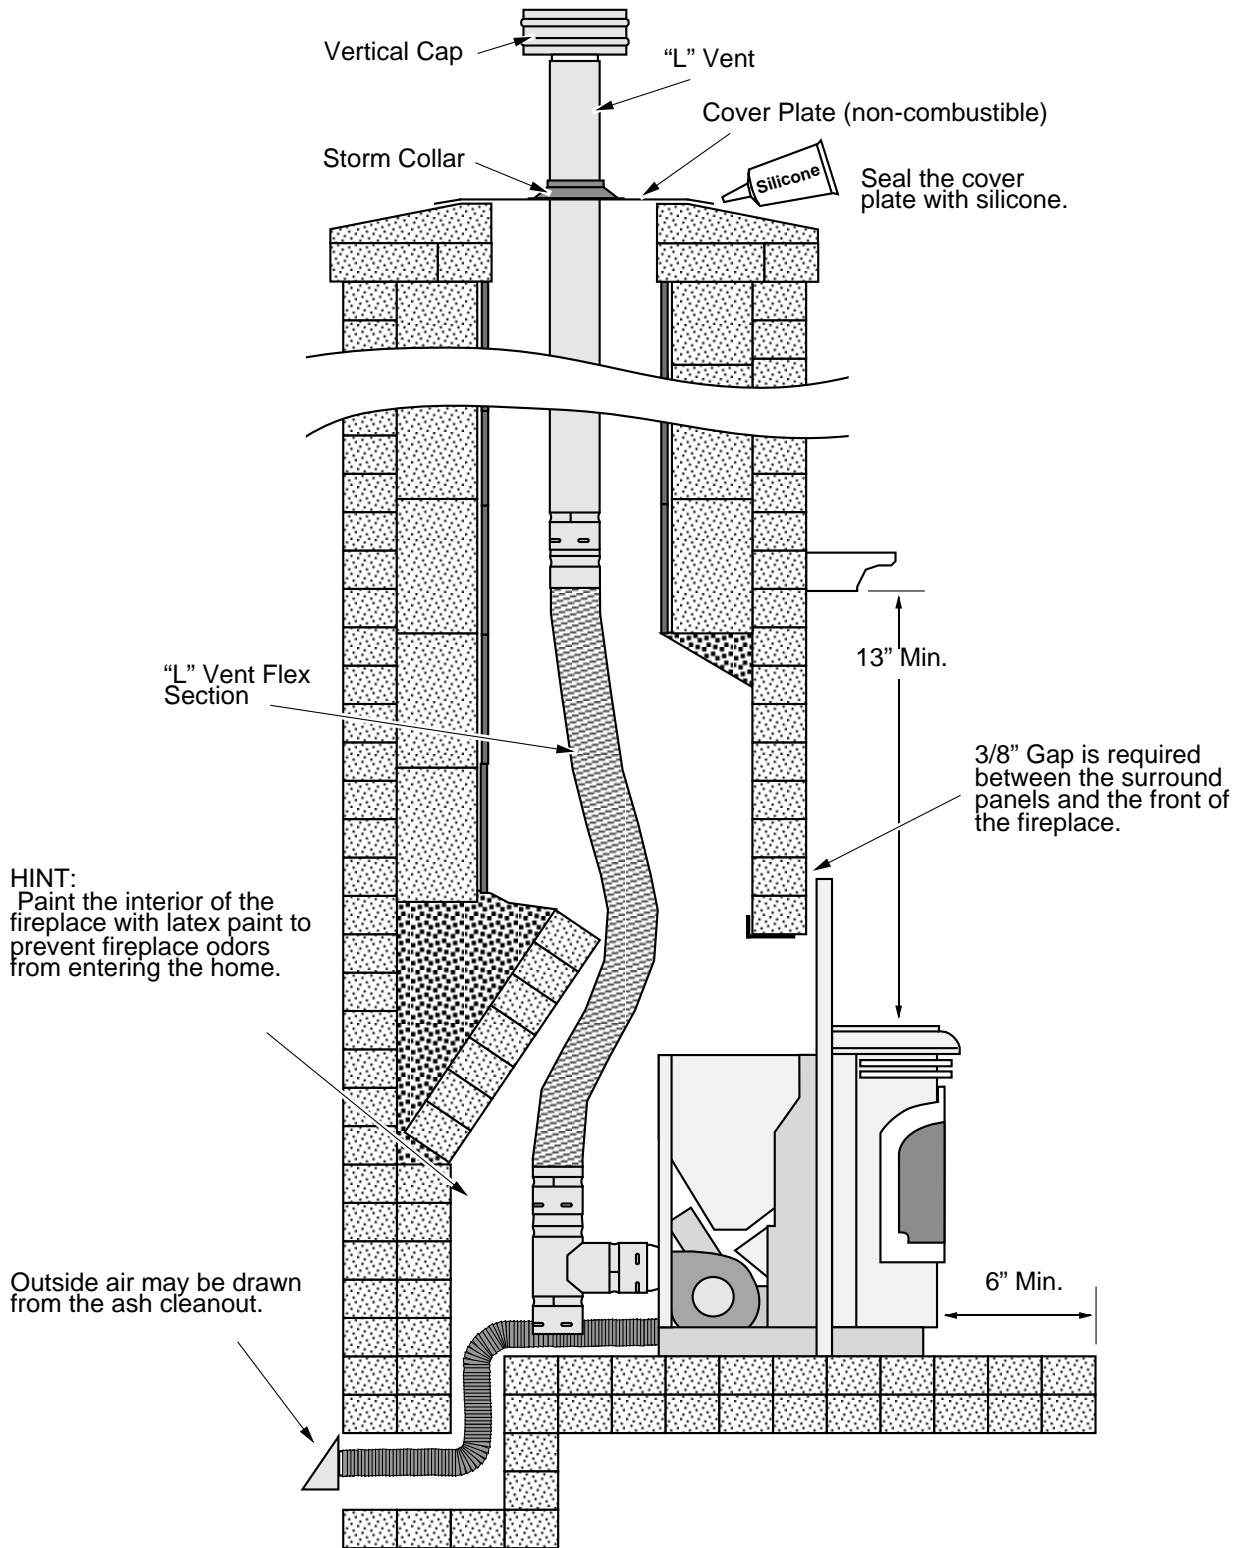 Vertical Cap
“L” Vent
Cover Plate (non-combustible)
Storm Collar
Silicone
Seal the cover
plate with silicone.
13” Min.
“L” Vent Flex
Section
3/8” Gap is required
between the surround
panels and the front of
the fireplace.
HINT:
Paint the interior of the
fireplace with latex paint to
prevent fireplace odors
from entering the home.
Outside air may be drawn
from the ash cleanout.
6” Min.